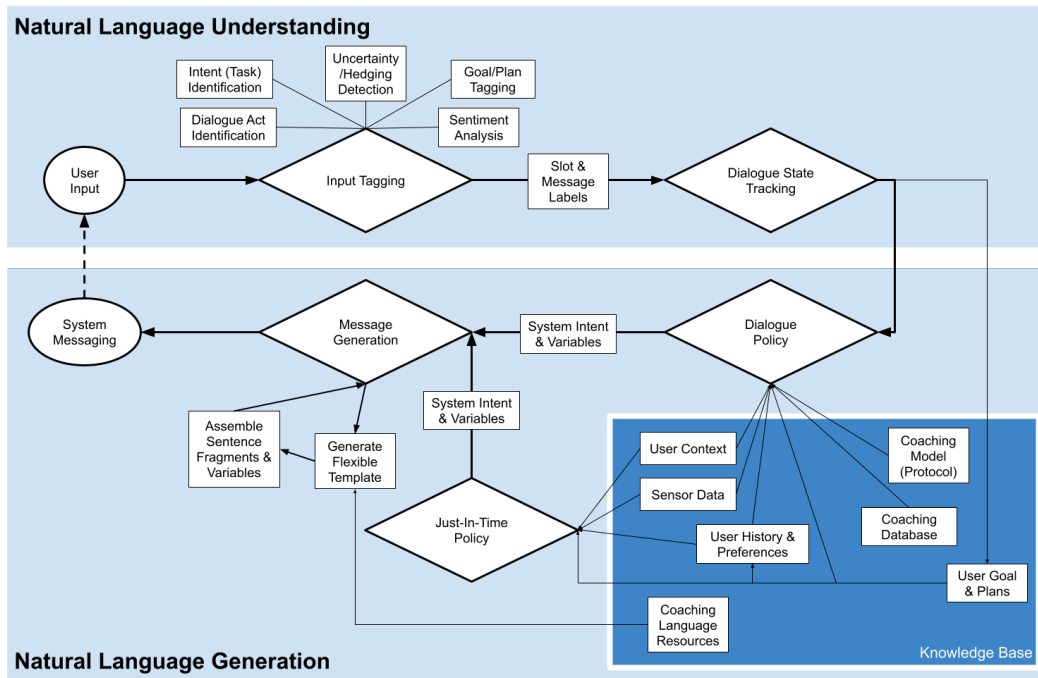 Natural Language Understanding
Intent (Task)
Identification
Uncertainty
/Hedging
Detection
Goal/Plan
Tagging
Dialogue Act
Identification
Sentiment
Analysis
User
Input
Input Tagging
Slot &
Message
Labels
Dialogue State
Tracking
System
Messaging
Message
Generation
System Intent
& Variables
Dialogue
Policy
System Intent
& Variables
Assemble
Sentence
Fragments &
Variables
Generate
Flexible
Template
Just-In-Time
Policy
User Context
Sensor Data
User History &
Preferences
Coaching
Model
(Protocol)
Coaching
Database
User Goal
& Plans
Coaching
Language
Resources
Knowledge Base
Natural Language Generation